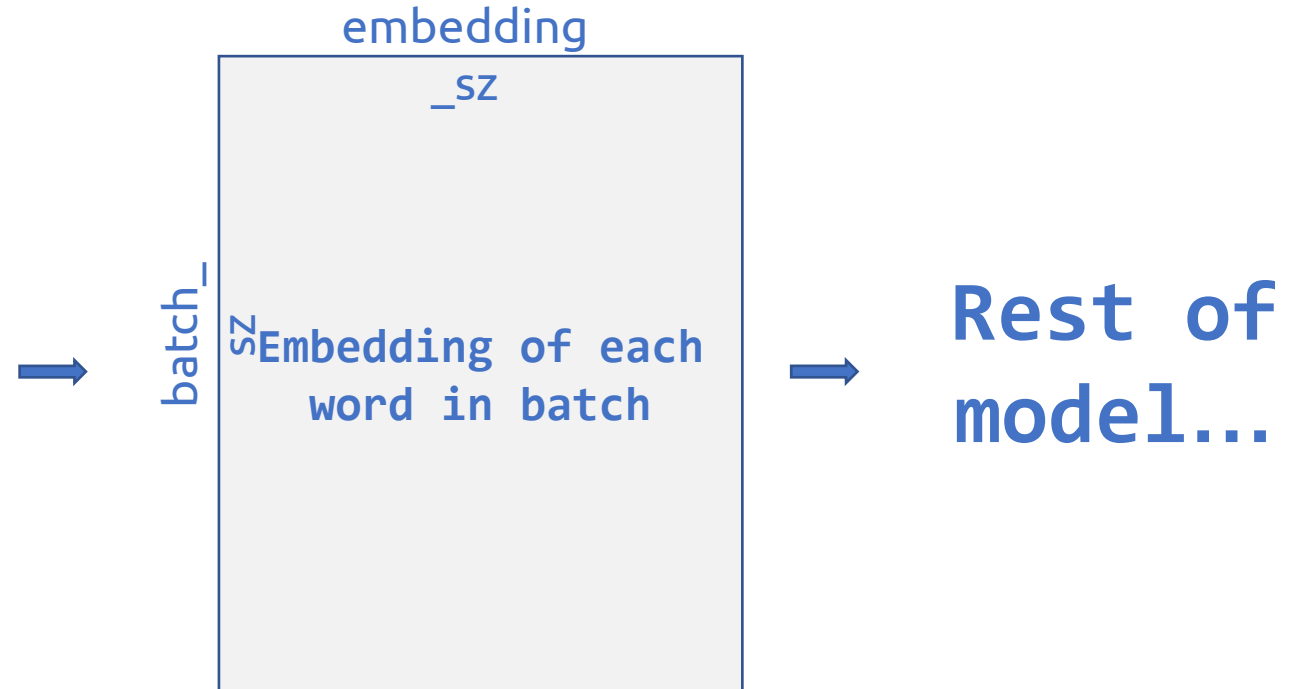 embedding
_sz
batch_
sz
Embedding of each
word in batch
Rest of
model…